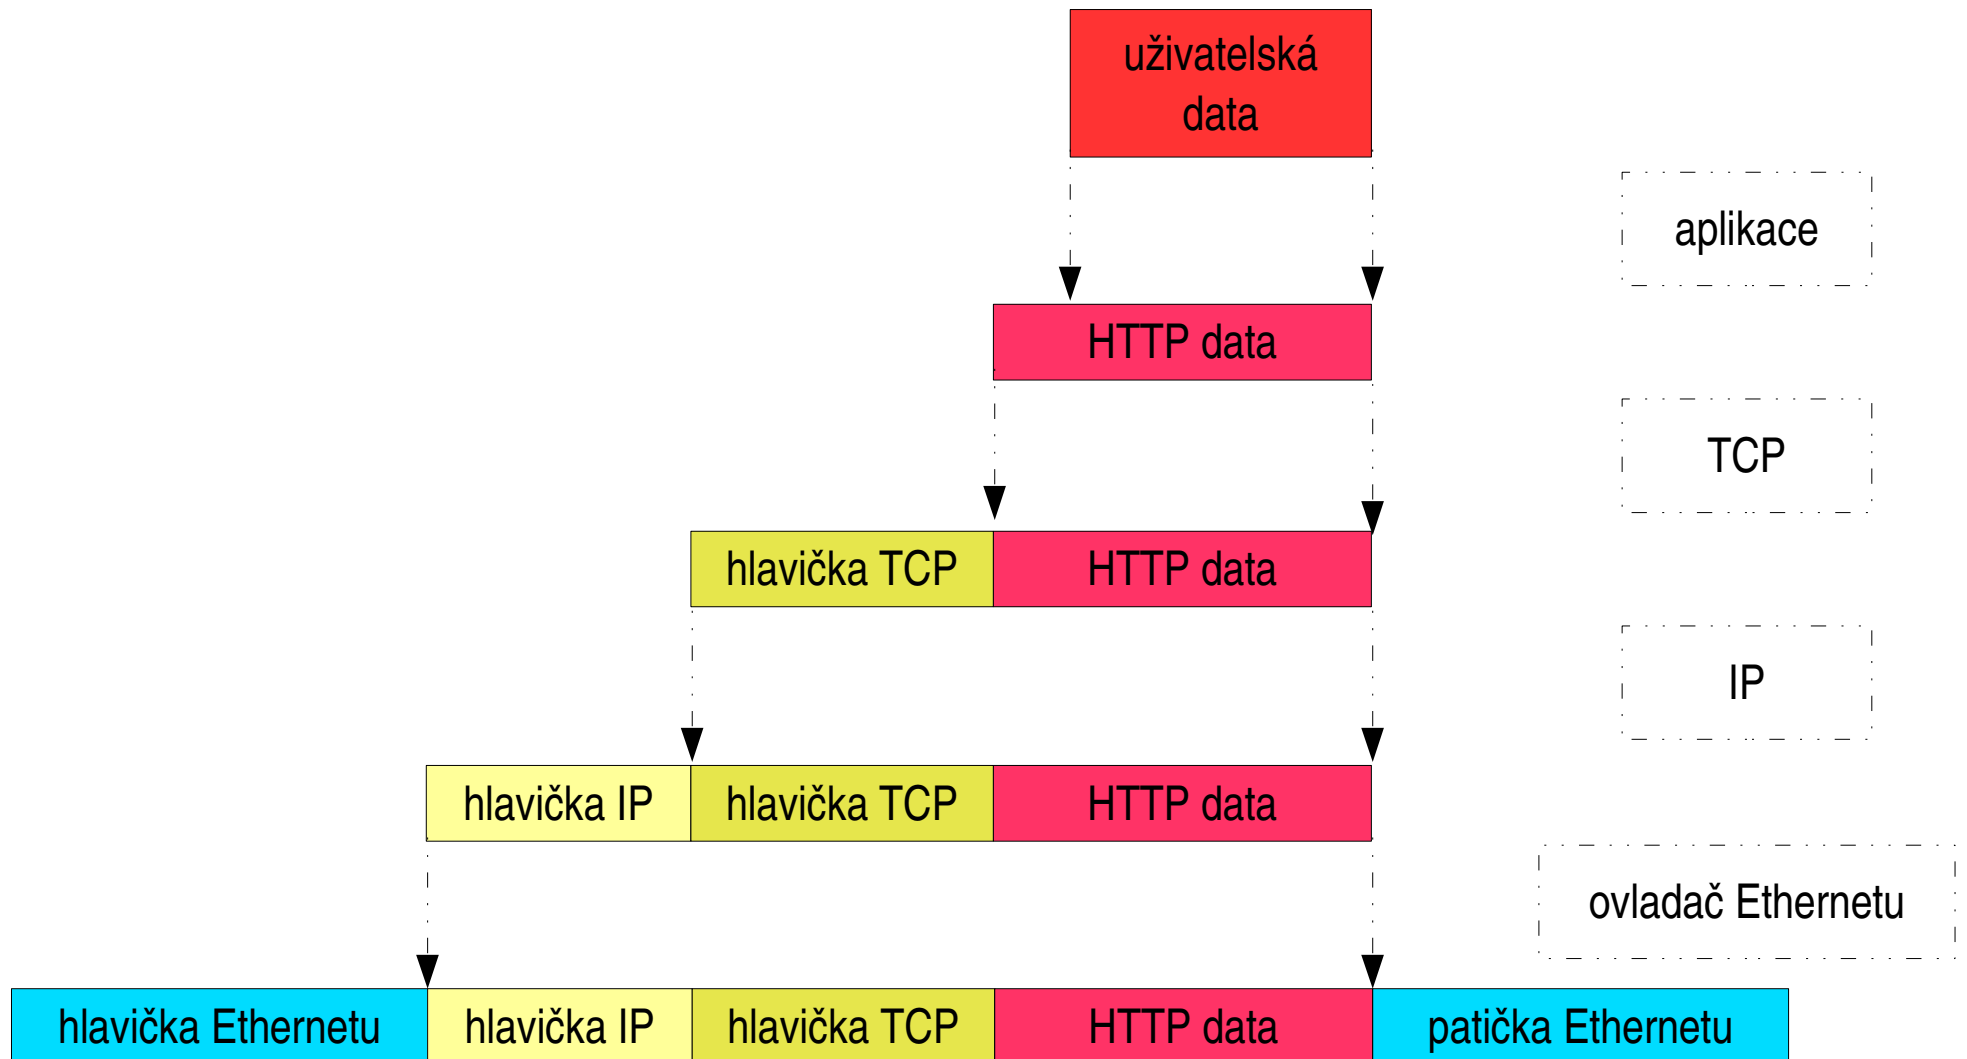 uživatelská
data
aplikace
HTTP data
TCP
hlavička TCP HTTP data
IP
hlavička IP hlavička TCP HTTP data
ovladač Ethernetu
hlavička Ethernetu hlavička IP hlavička TCP HTTP data patička Ethernetu